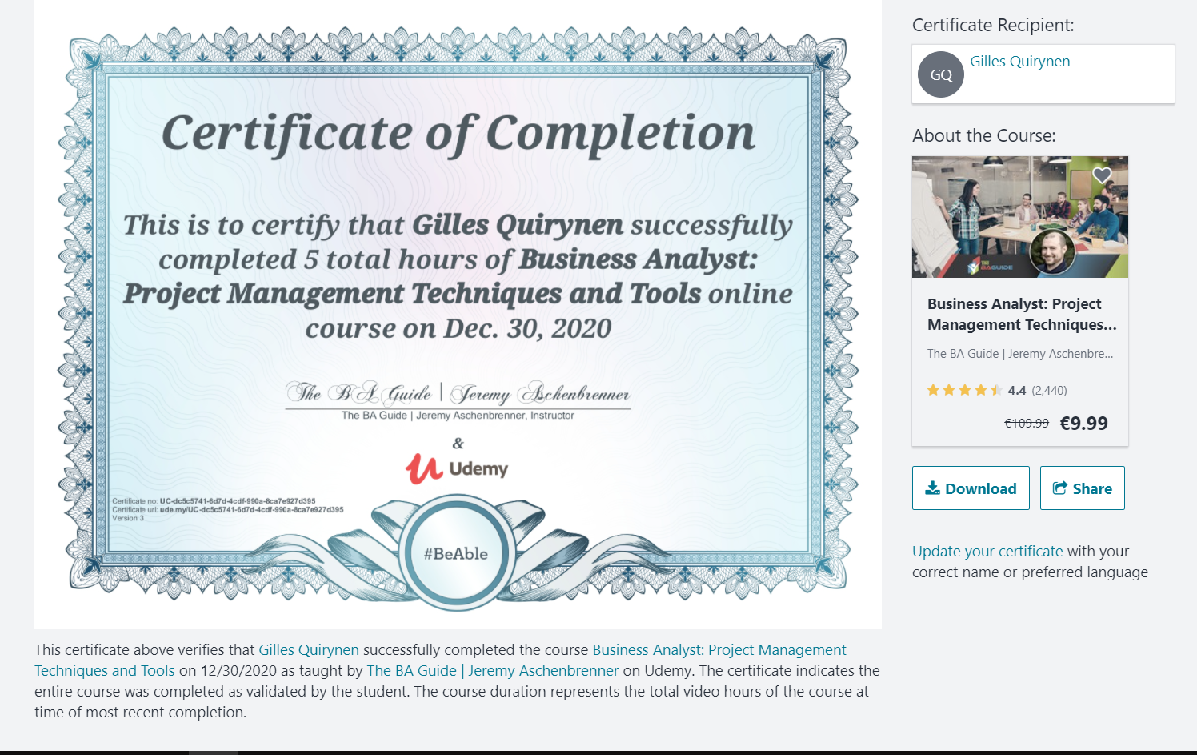 Certificate of Completion
This is to certify that Gilles Quirynen successfully
completed 5 total hours of Business Analyst:
Project Management Techniques and Tools online
course on Dec. 30, 2020
The BA Guide | Jeremy Aschenbrenner
The BA Guide | Jeremy Aschenbrenner, Instructor
&
Udemy
Certificate no: UC-dc5c5741-6d7d-4cdf-996a-8ca7e927d395
Certificate url: ude.my/UC-dc5c5741-6d7d-4cdf-996a-8ca7e927d395
Version 3
#BeAble
This certificate above verifies that Gilles Quirynen successfully completed the course Business Analyst: Project Management
Techniques and Tools on 12/30/2020 as taught by The BA Guide | Jeremy Aschenbrenner on Udemy. The certificate indicates the
entire course was completed as validated by the student. The course duration represents the total video hours of the course at
time of most recent completion.
Certificate Recipient:
GQ
Gilles Quirynen
About the Course:
THE
BAGUIDE
Business Analyst: Project
Management Techniques...
The BA Guide | Jeremy Aschenbre...
4.4 (2,440)
€109.99 €9.99
Download
Share
Update your certificate with your
correct name or preferred language